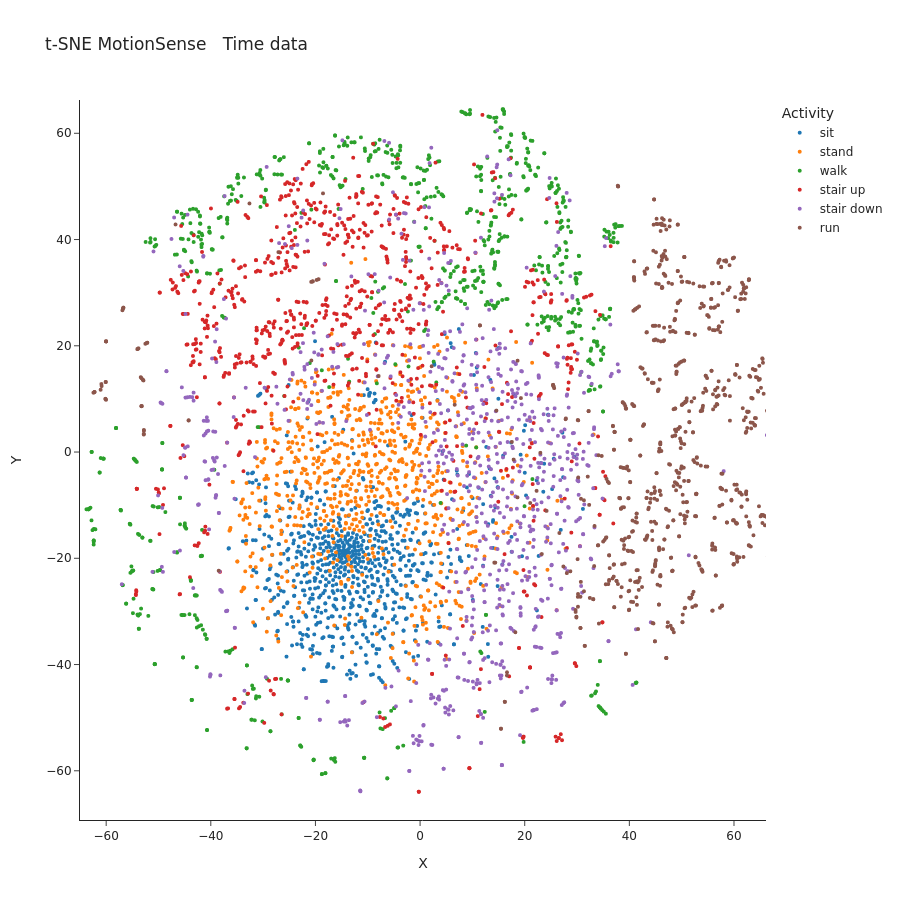 t-SNE MotionSense   Time data
Activity
sit
stand
walk
stair up
stair down
run
60
40
20
0
−20
−40
−60
Y
−60 −40 −20 0 20 40 60
X